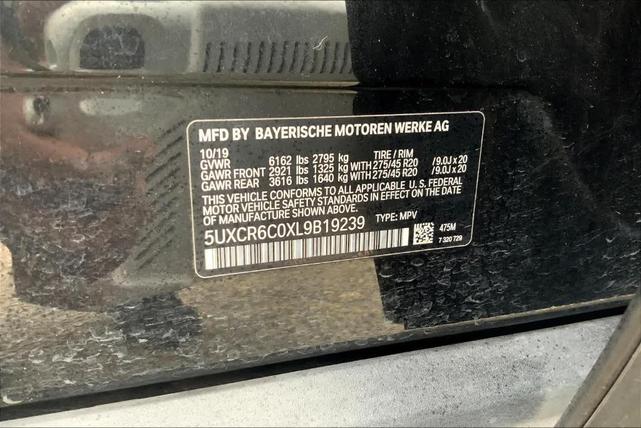 MFD BY BAYERISCHE MOTOREN WERKE AG
10/19 TIRE / RIM
GVWR 6162 lbs 2795 kg
GAWR FRONT 2921 lbs 1325 kg WITH 275/45 R20 /9.0J x 20
GAWR REAR 3616 lbs 1640 kg WITH 275/45 R20 /9.0J x 20
THIS VEHICLE CONFORMS TO ALL APPLICABLE U. S. FEDERAL
MOTOR VEHICLE SAFETY STANDARDS IN EFFECT ON THE DATE
OF MANUFACTURE SHOWN ABOVE.
5UXCR6C0XL9B19239 TYPE: MPV
475M
7 320 729